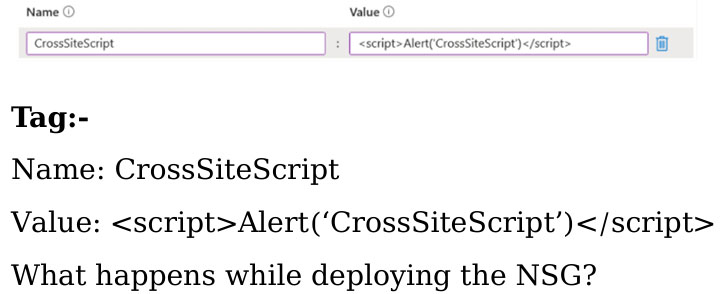 Name Value
CrossSiteScript : <script>Alert('CrossSiteScript')</script>
Tag:-
Name: CrossSiteScript
Value: <script>Alert(‘CrossSiteScript’)</script>
What happens while deploying the NSG?